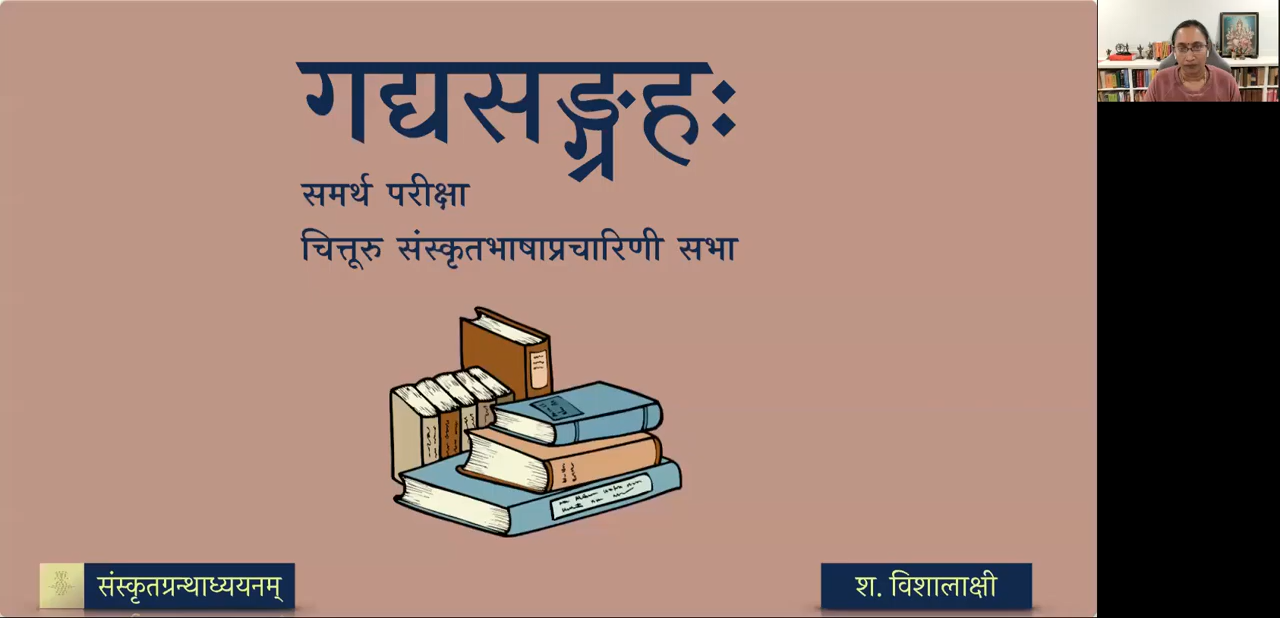 गद्यसङ्ग्रहः
समर्थ परीक्षा
चित्तूरु संस्कृतभाषाप्रचारिणी सभा
संस्कृतग्रन्थाध्ययनम्
श. विशालाक्षी